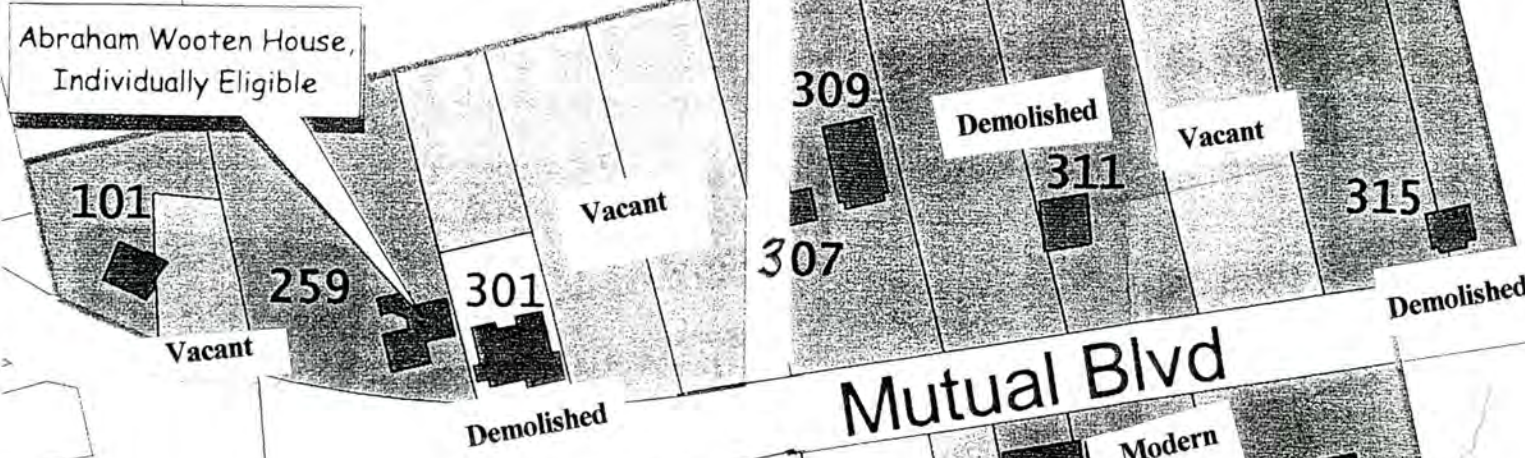 Abraham Wooten House,
Individually Eligible
309
Demolished
Vacant
311
101
Vacant
315
307
259
301
Vacant
Demolished
Demolished
Mutual Blvd
Modern